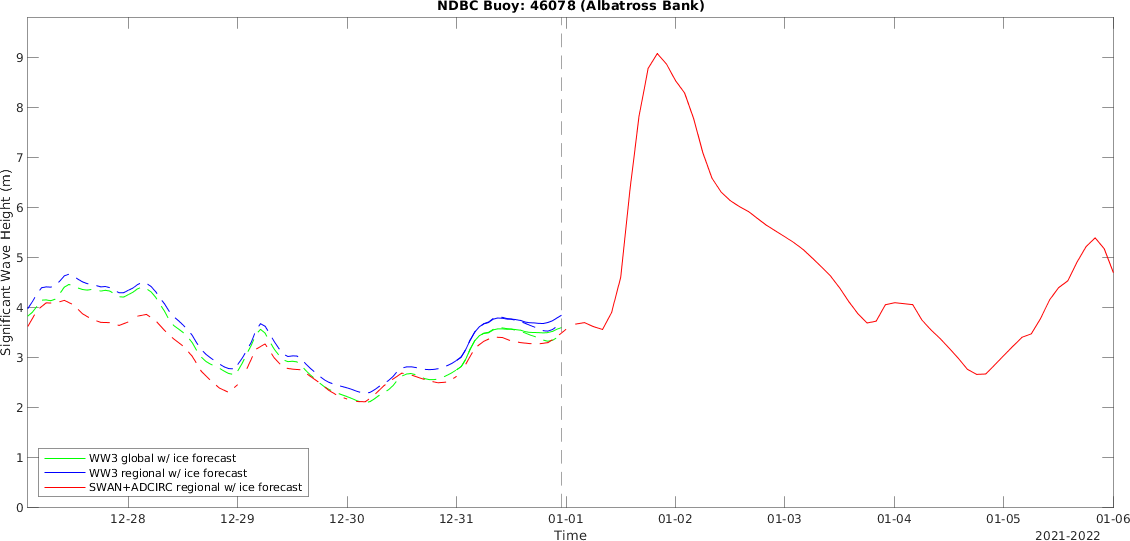 NDBC Buoy: 46078 (Albatross Bank)
Significant Wave Height (m)
9
8
7
6
5
4
3
2
1
0
WW3 global w/ ice forecast
WW3 regional w/ ice forecast
SWAN+ADCIRC regional w/ ice forecast
12-28 12-29 12-30 12-31 01-01 01-02 01-03 01-04 01-05 01-06
Time
2021-2022